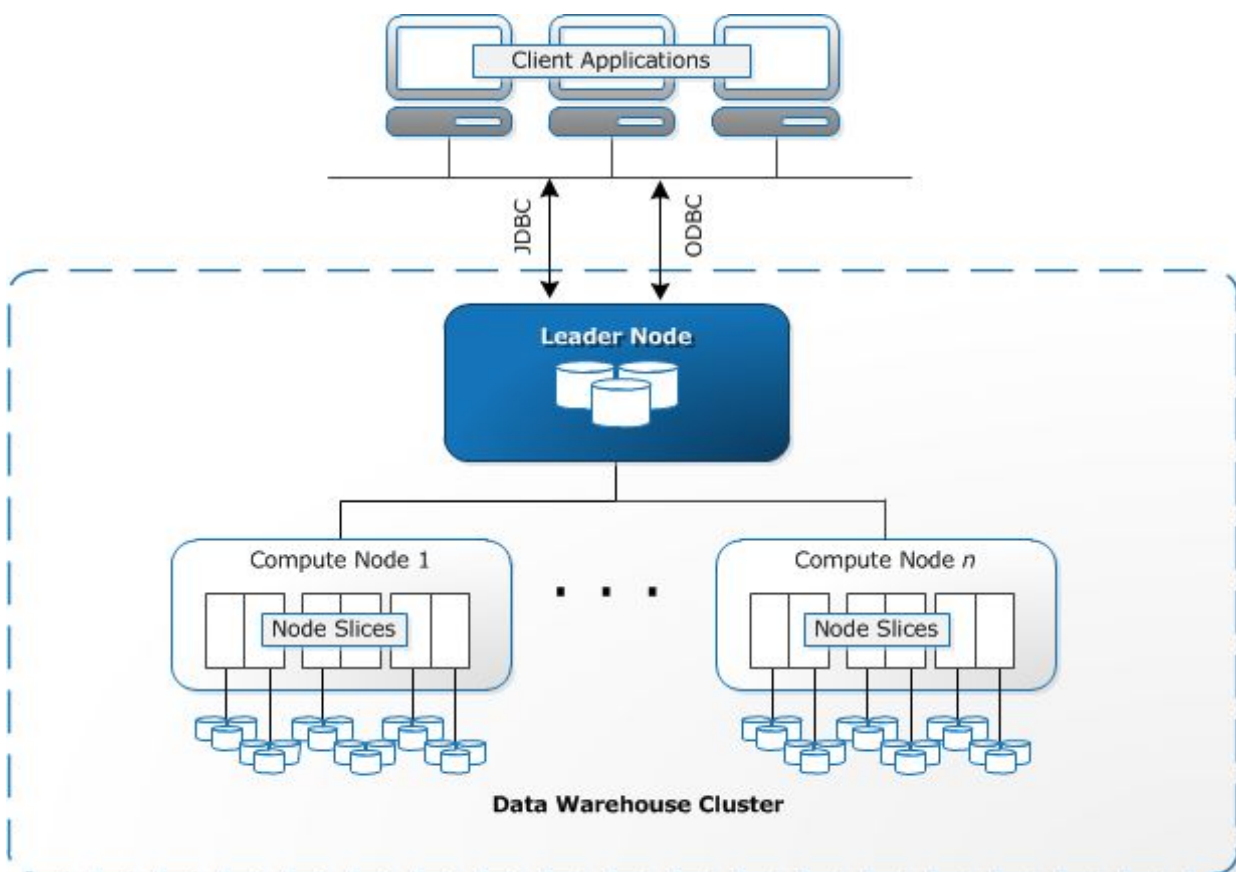 Client Applications
JDBC
ODBC
Leader Node
Compute Node 1
Compute Node n
Node Slices
Node Slices
Data Warehouse Cluster